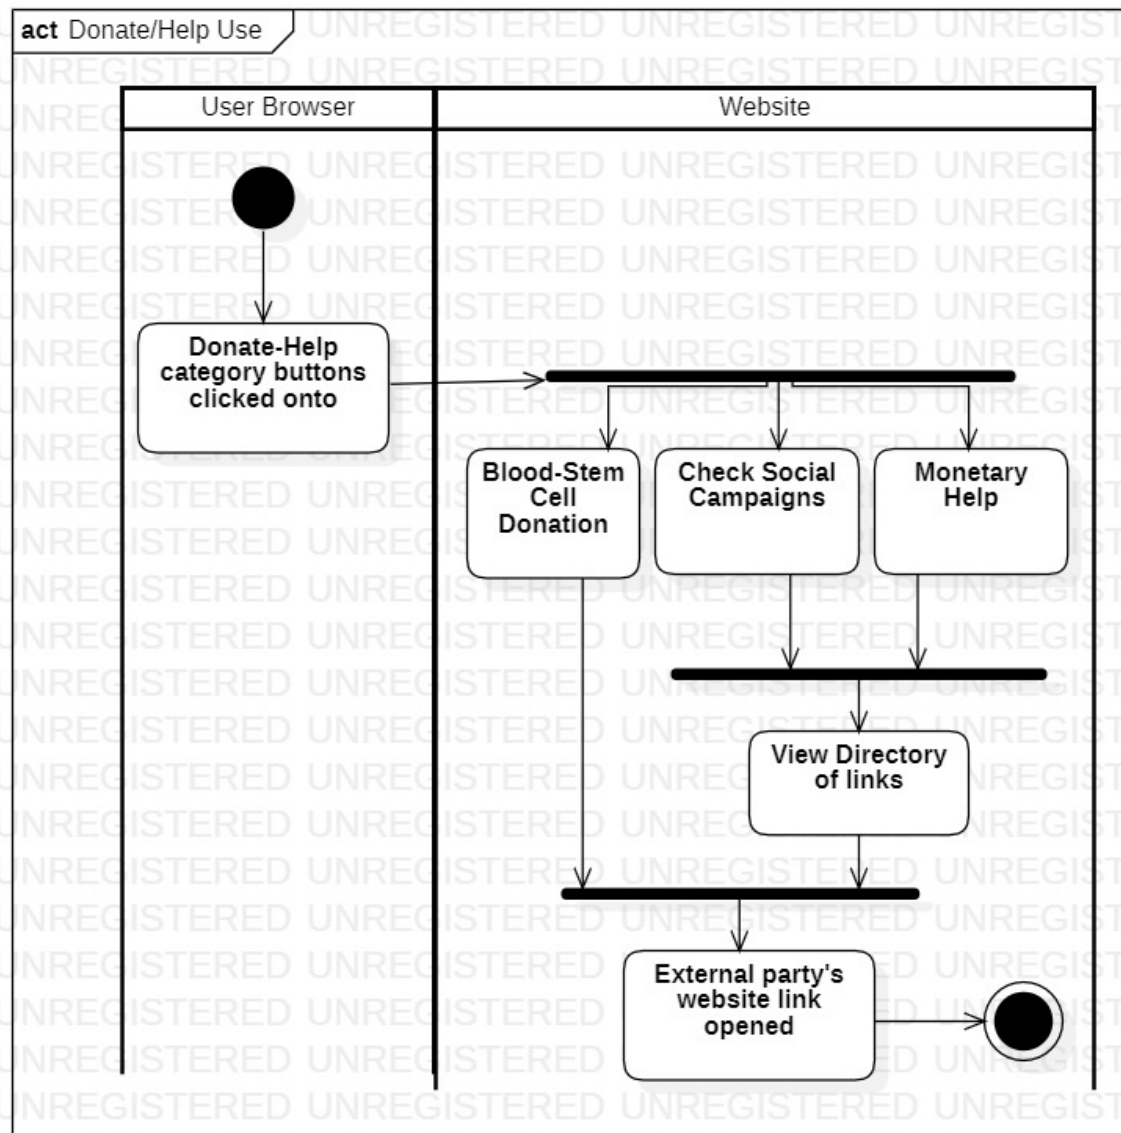 act Donate/Help Use
User Browser
Website
Donate-Help
category buttons
clicked onto
Blood-Stem
Cell
Donation
Check Social
Campaigns
Monetary
Help
View Directory
of links
External party's
website link
opened
UNREGISTERED